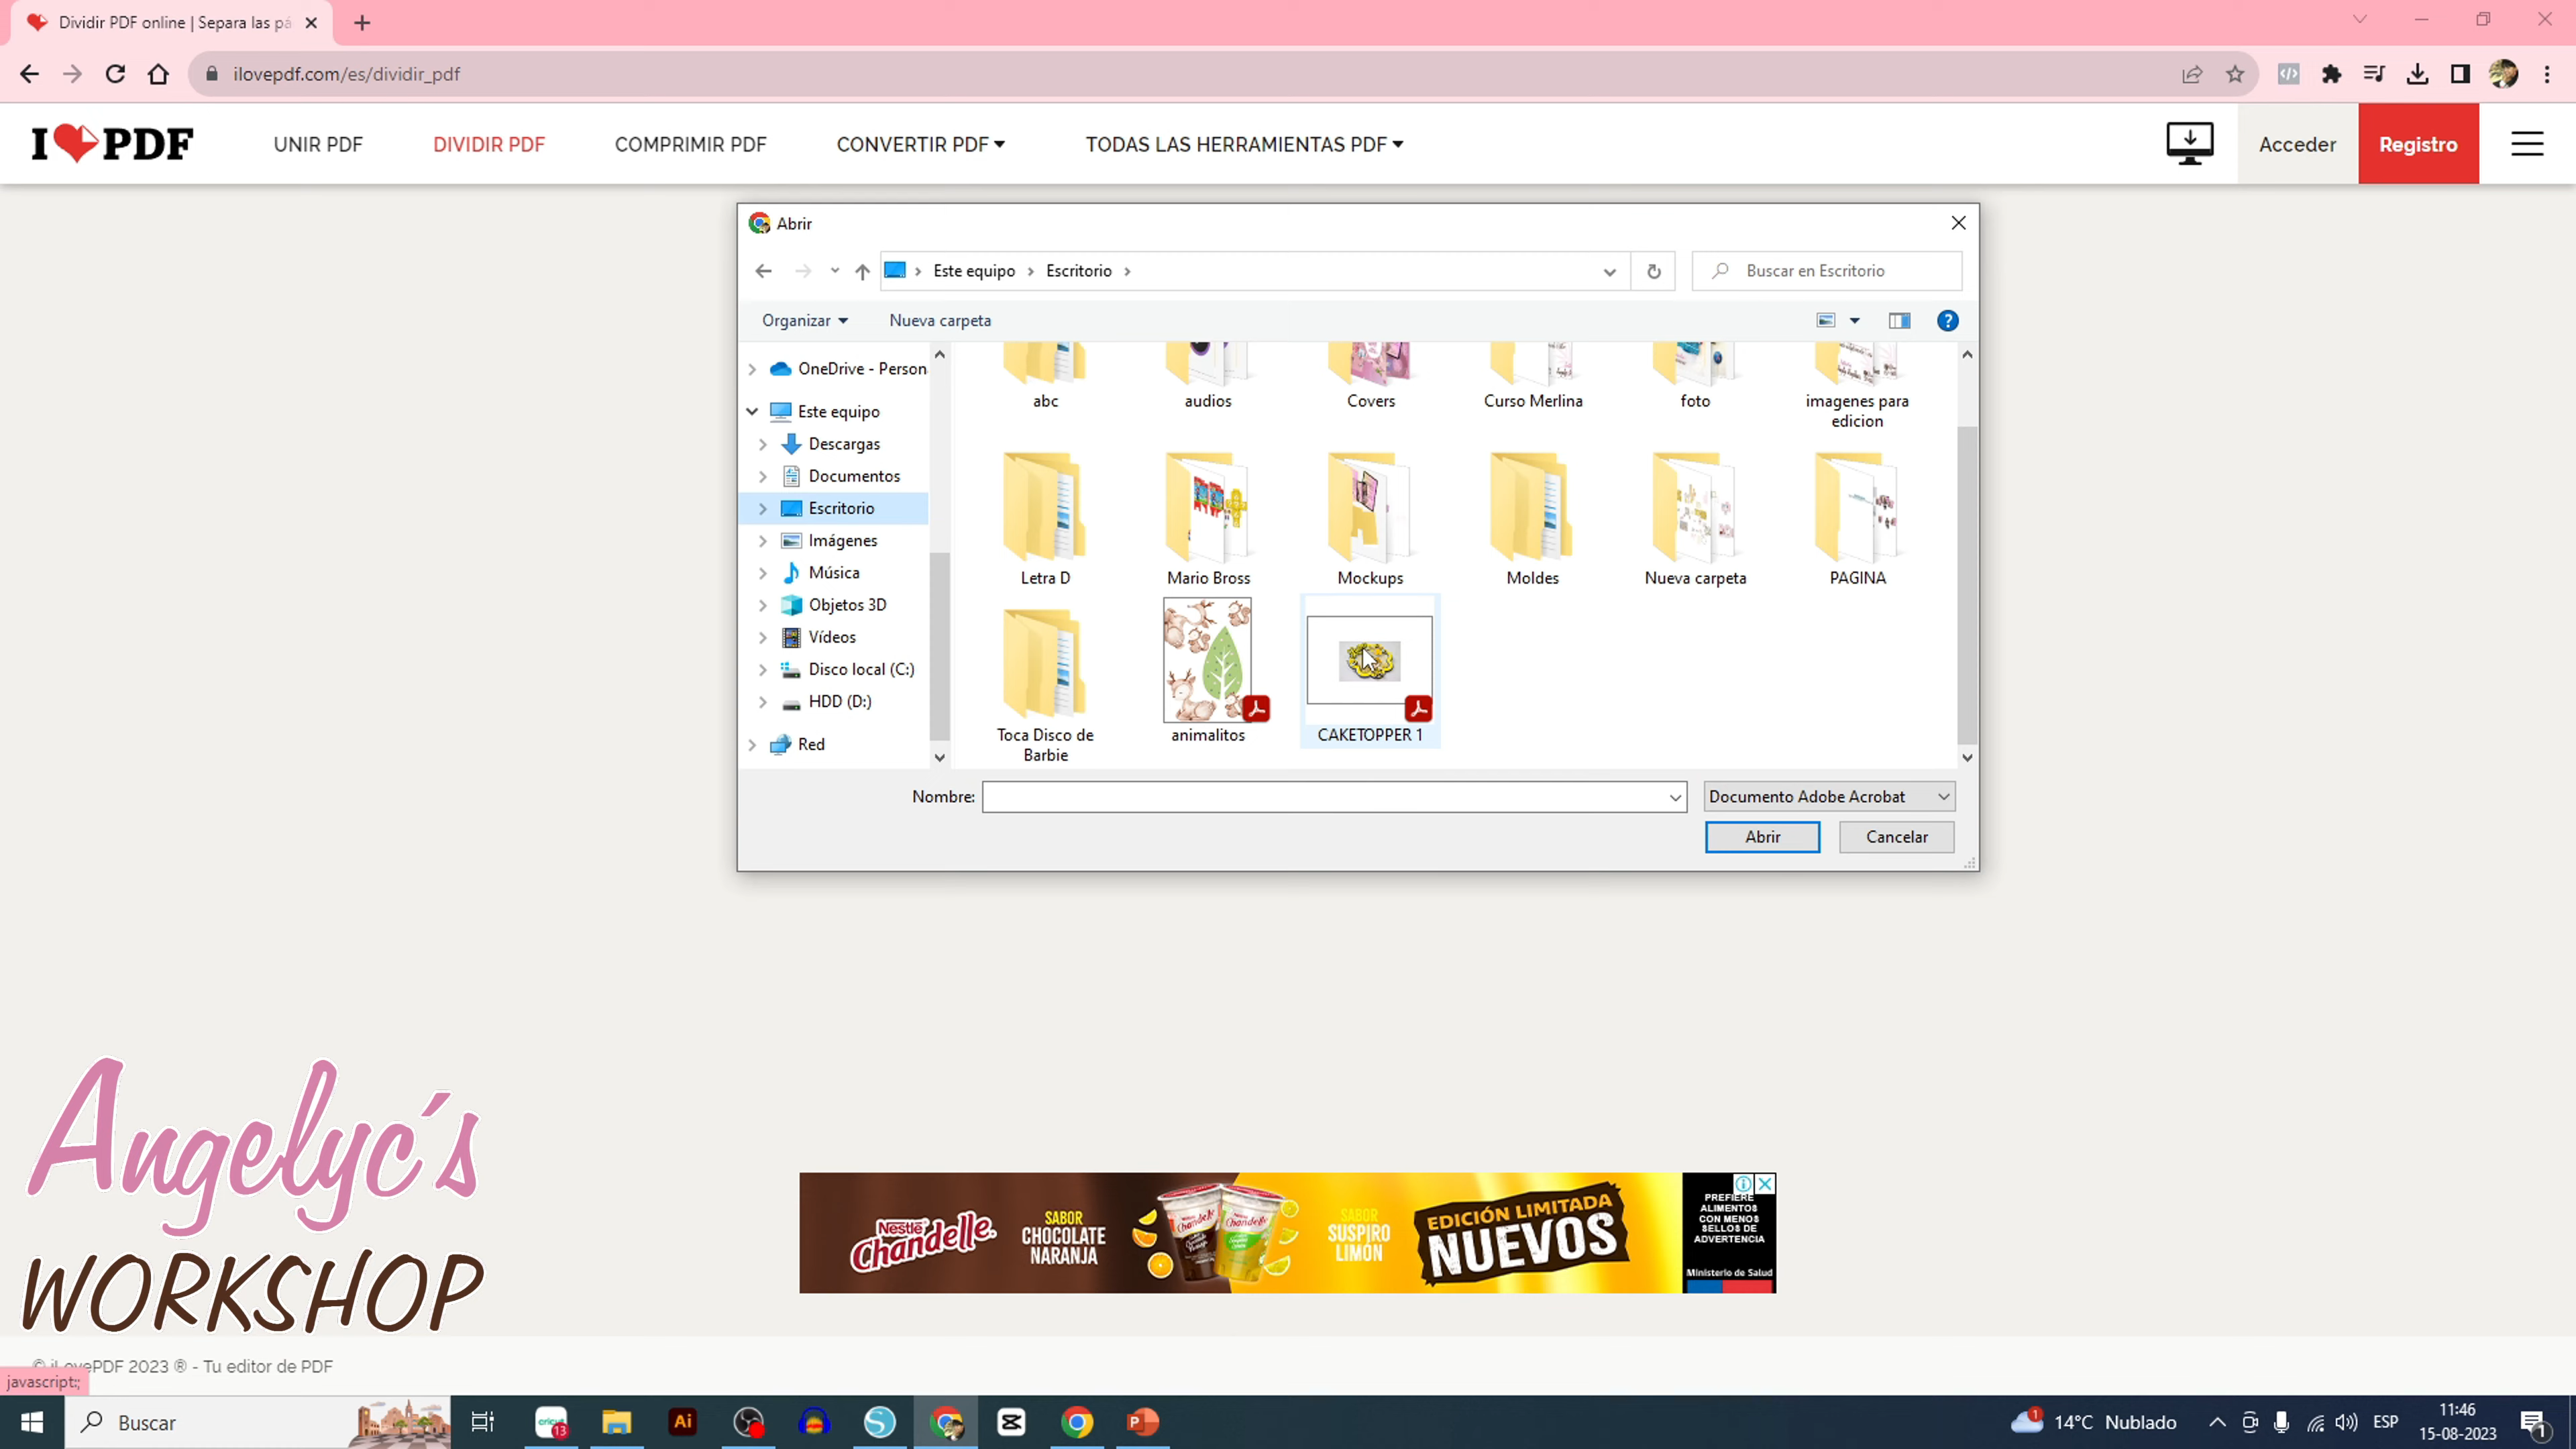 Dividir PDF online | Separa las pá
ilovepdf.com/es/dividir_pdf
I PDF
UNIR PDF
DIVIDIR PDF
COMPRIMIR PDF
CONVERTIR PDF
TODAS LAS HERRAMIENTAS PDF
Acceder
Registro
Abrir
Este equipo
Escritorio
Buscar en Escritorio
Organizar
Nueva carpeta
OneDrive - Person
Este equipo
Descargas
Documentos
Escritorio
Imágenes
Música
Objetos 3D
Vídeos
Disco local (C:)
HDD (D:)
Red
abc
audios
Covers
Curso Merlina
foto
imagenes para
edicion
Letra D
Mario Bross
Mockups
Moldes
Nueva carpeta
PAGINA
Toca Disco de
Barbie
animalitos
CAKETOPPER 1
Nombre:
Documento Adobe Acrobat
Abrir
Cancelar
Angelyc´s
WORKSHOP
Nestlé
Chandelle
SABOR
CHOCOLATE
NARANJA
SABOR
SUSPIRO
LIMÓN
EDICIÓN LIMITADA
NUEVOS
PREFIERE
ALIMENTOS
CON MENOS
SELLOS DE
ADVERTENCIA
Ministerio de Salud
© iLovePDF 2023 ® - Tu editor de PDF
javascript:;
Buscar
cricut
13
Ai
P
1
14°C Nublado
ESP
11:46
15-08-2023
1